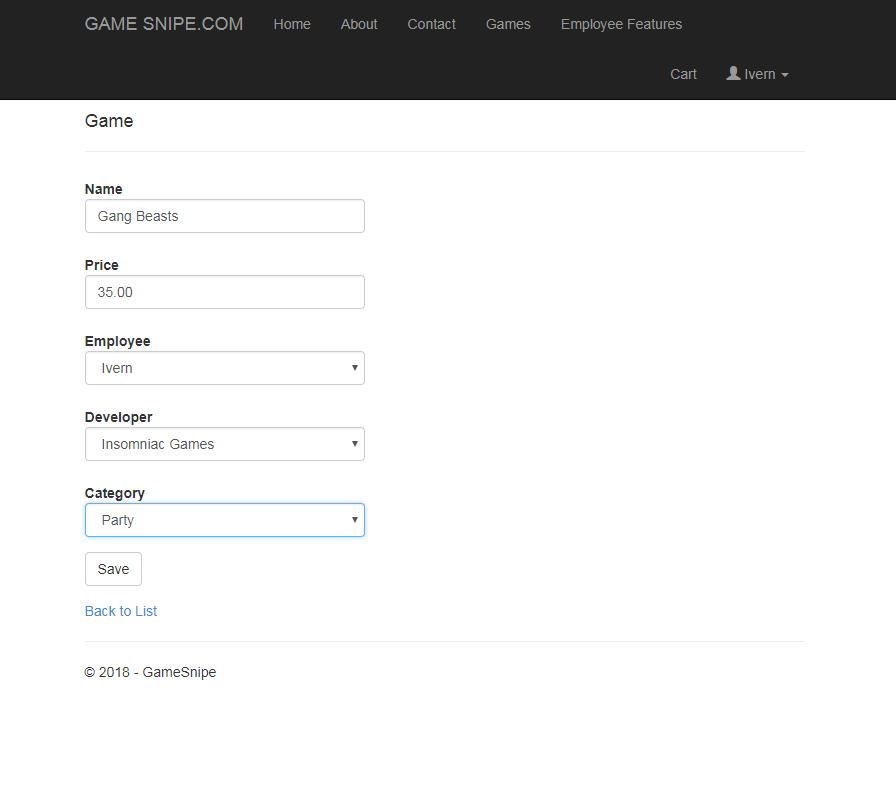 GAME SNIPE.COM Home About Contact Games Employee Features
Cart Ivern
Game
Name
Gang Beasts
Price
35.00
Employee
Ivern
Developer
Insomniac Games
Category
Party
Save
Back to List
© 2018 - GameSnipe